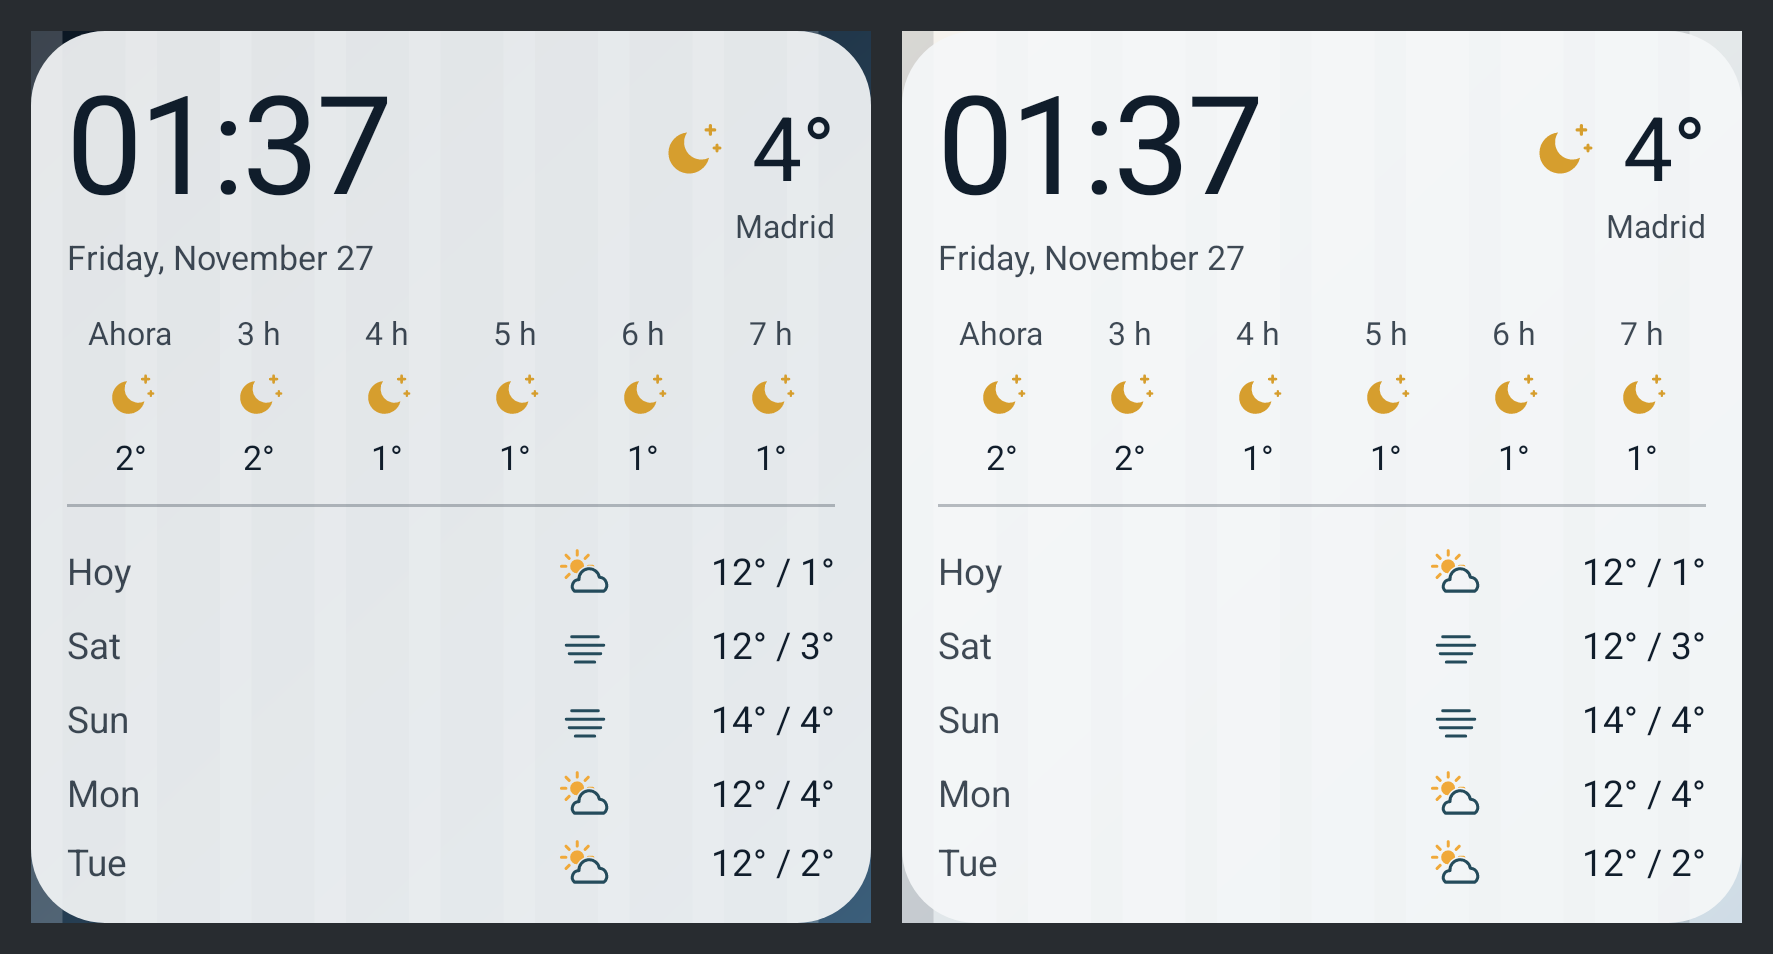 01:37
4°
Madrid
Friday, November 27
Ahora 3 h 4 h 5 h 6 h 7 h
2° 2° 1° 1° 1° 1°
Hoy 12° / 1°
Sat 12° / 3°
Sun 14° / 4°
Mon 12° / 4°
Tue 12° / 2°
01:37
4°
Madrid
Friday, November 27
Ahora 3 h 4 h 5 h 6 h 7 h
2° 2° 1° 1° 1° 1°
Hoy 12° / 1°
Sat 12° / 3°
Sun 14° / 4°
Mon 12° / 4°
Tue 12° / 2°